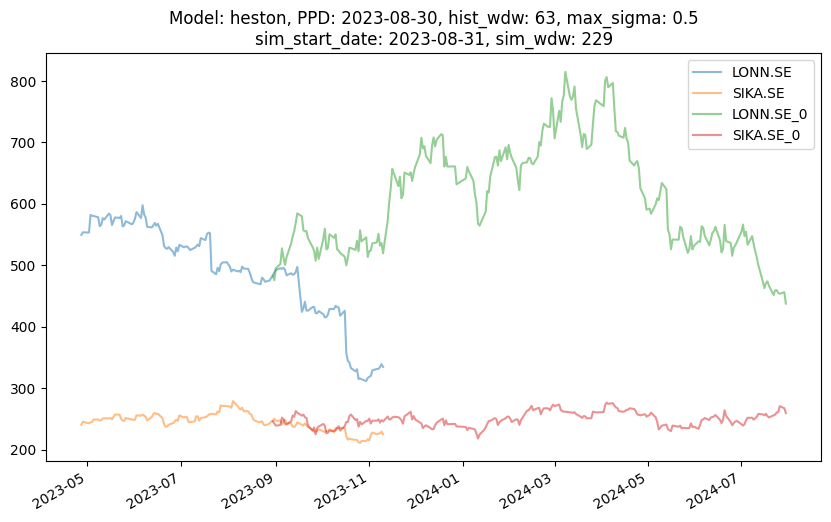 Model: heston, PPD: 2023-08-30, hist_wdw: 63, max_sigma: 0.5
sim_start_date: 2023-08-31, sim_wdw: 229
LONN.SE
SIKA.SE
LONN.SE_0
SIKA.SE_0
800
700
600
500
400
300
200
2023-05
2023-07
2023-09
2023-11
2024-01
2024-03
2024-05
2024-07